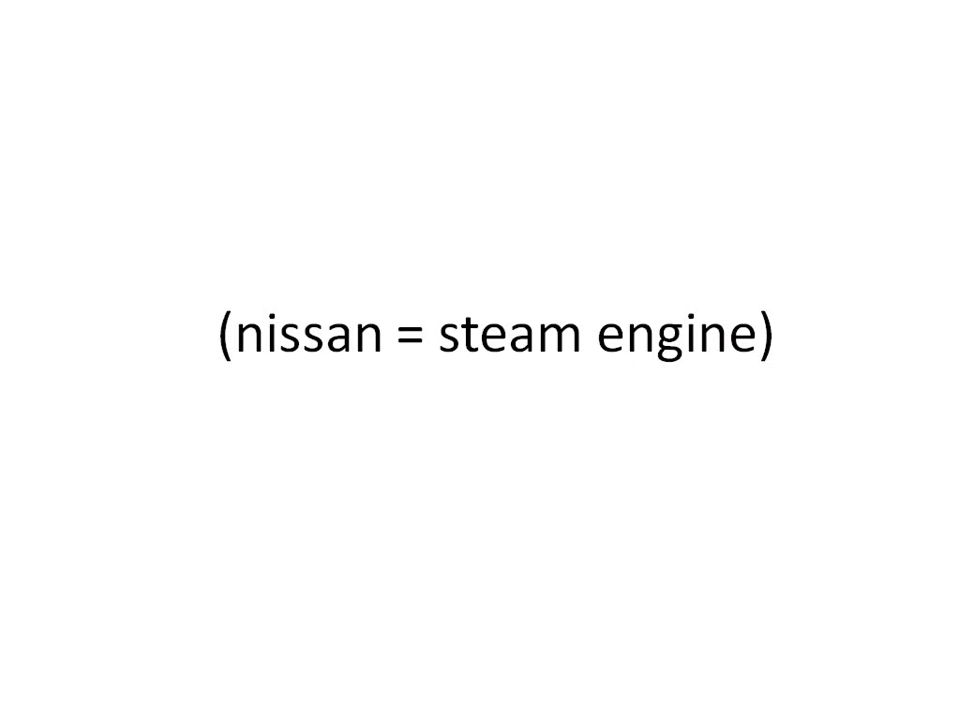 (nissan = steam engine)